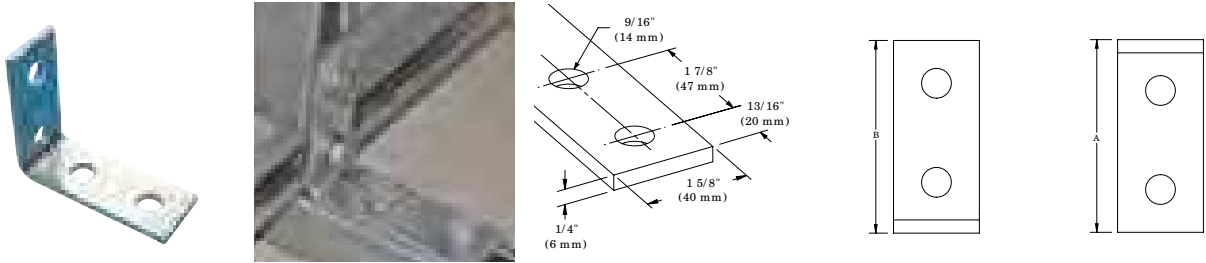 9/16"
(14 mm)
1 7/8"
(47 mm)
13/16"
(20 mm)
1 5/8"
(40 mm)
1/4"
(6 mm)
B
A